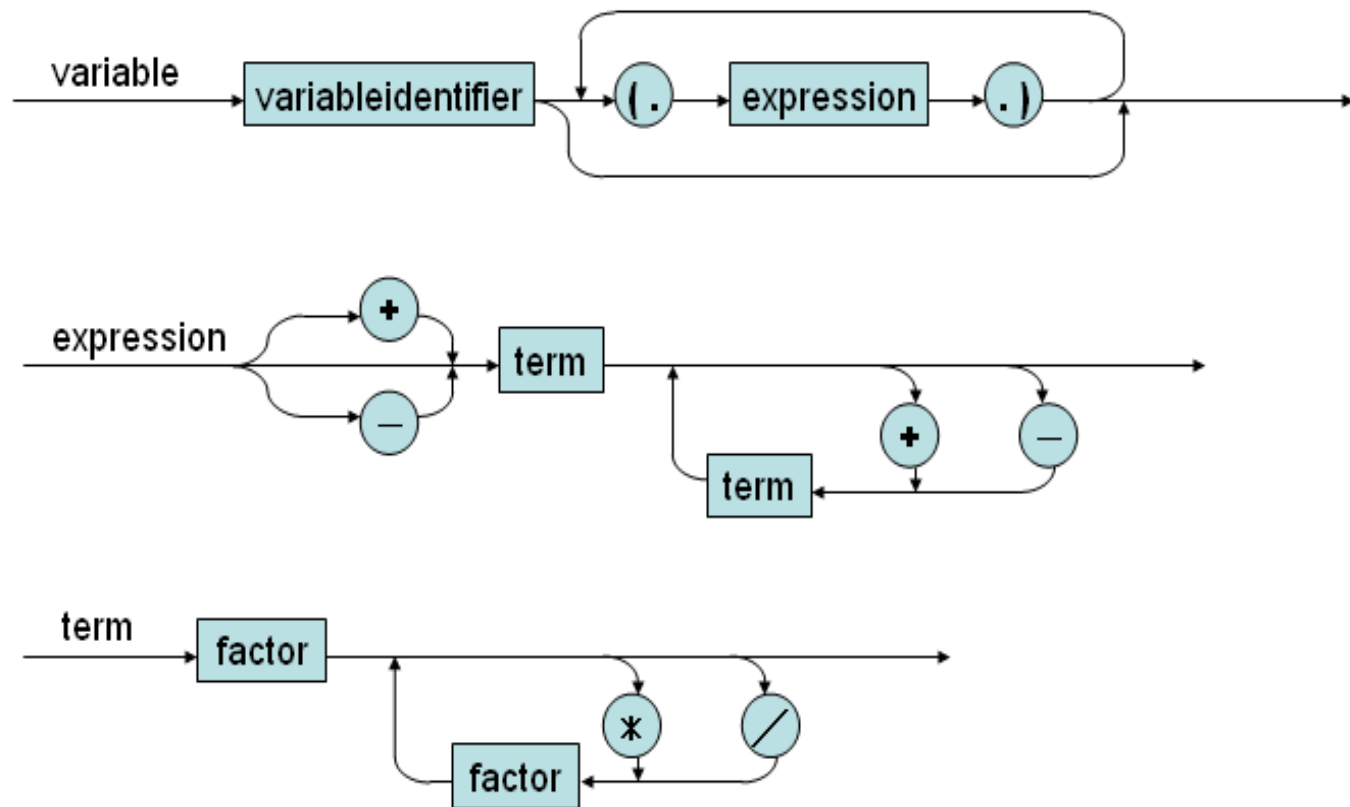 variable variableidentifier (. expression .)
+
expression term
–
+ –
term
term factor
* /
factor